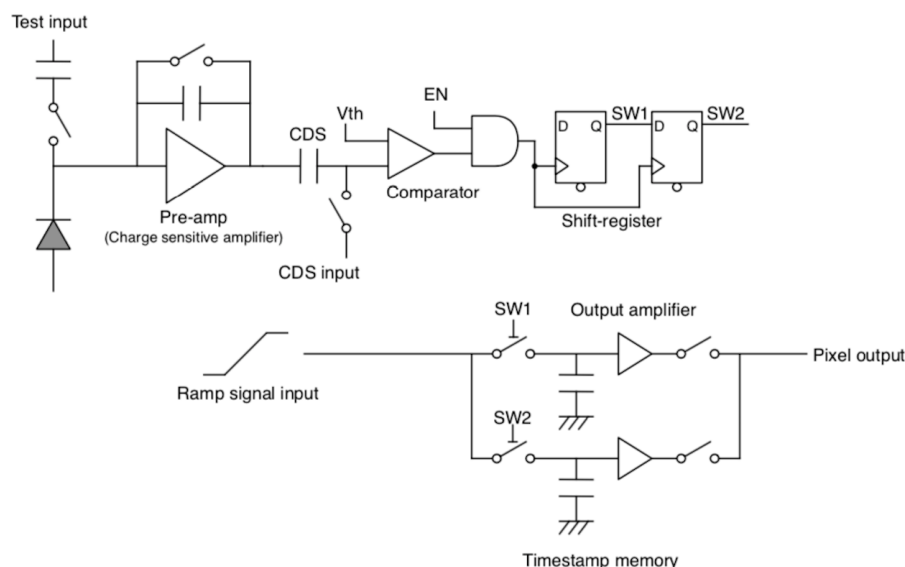 Test input
Vth
EN
CDS
D Q
SW1
D Q
SW2
Comparator
Pre-amp
(Charge sensitive amplifier)
Shift-register
CDS input
SW1
Output amplifier
Pixel output
Ramp signal input
SW2
Timestamp memory